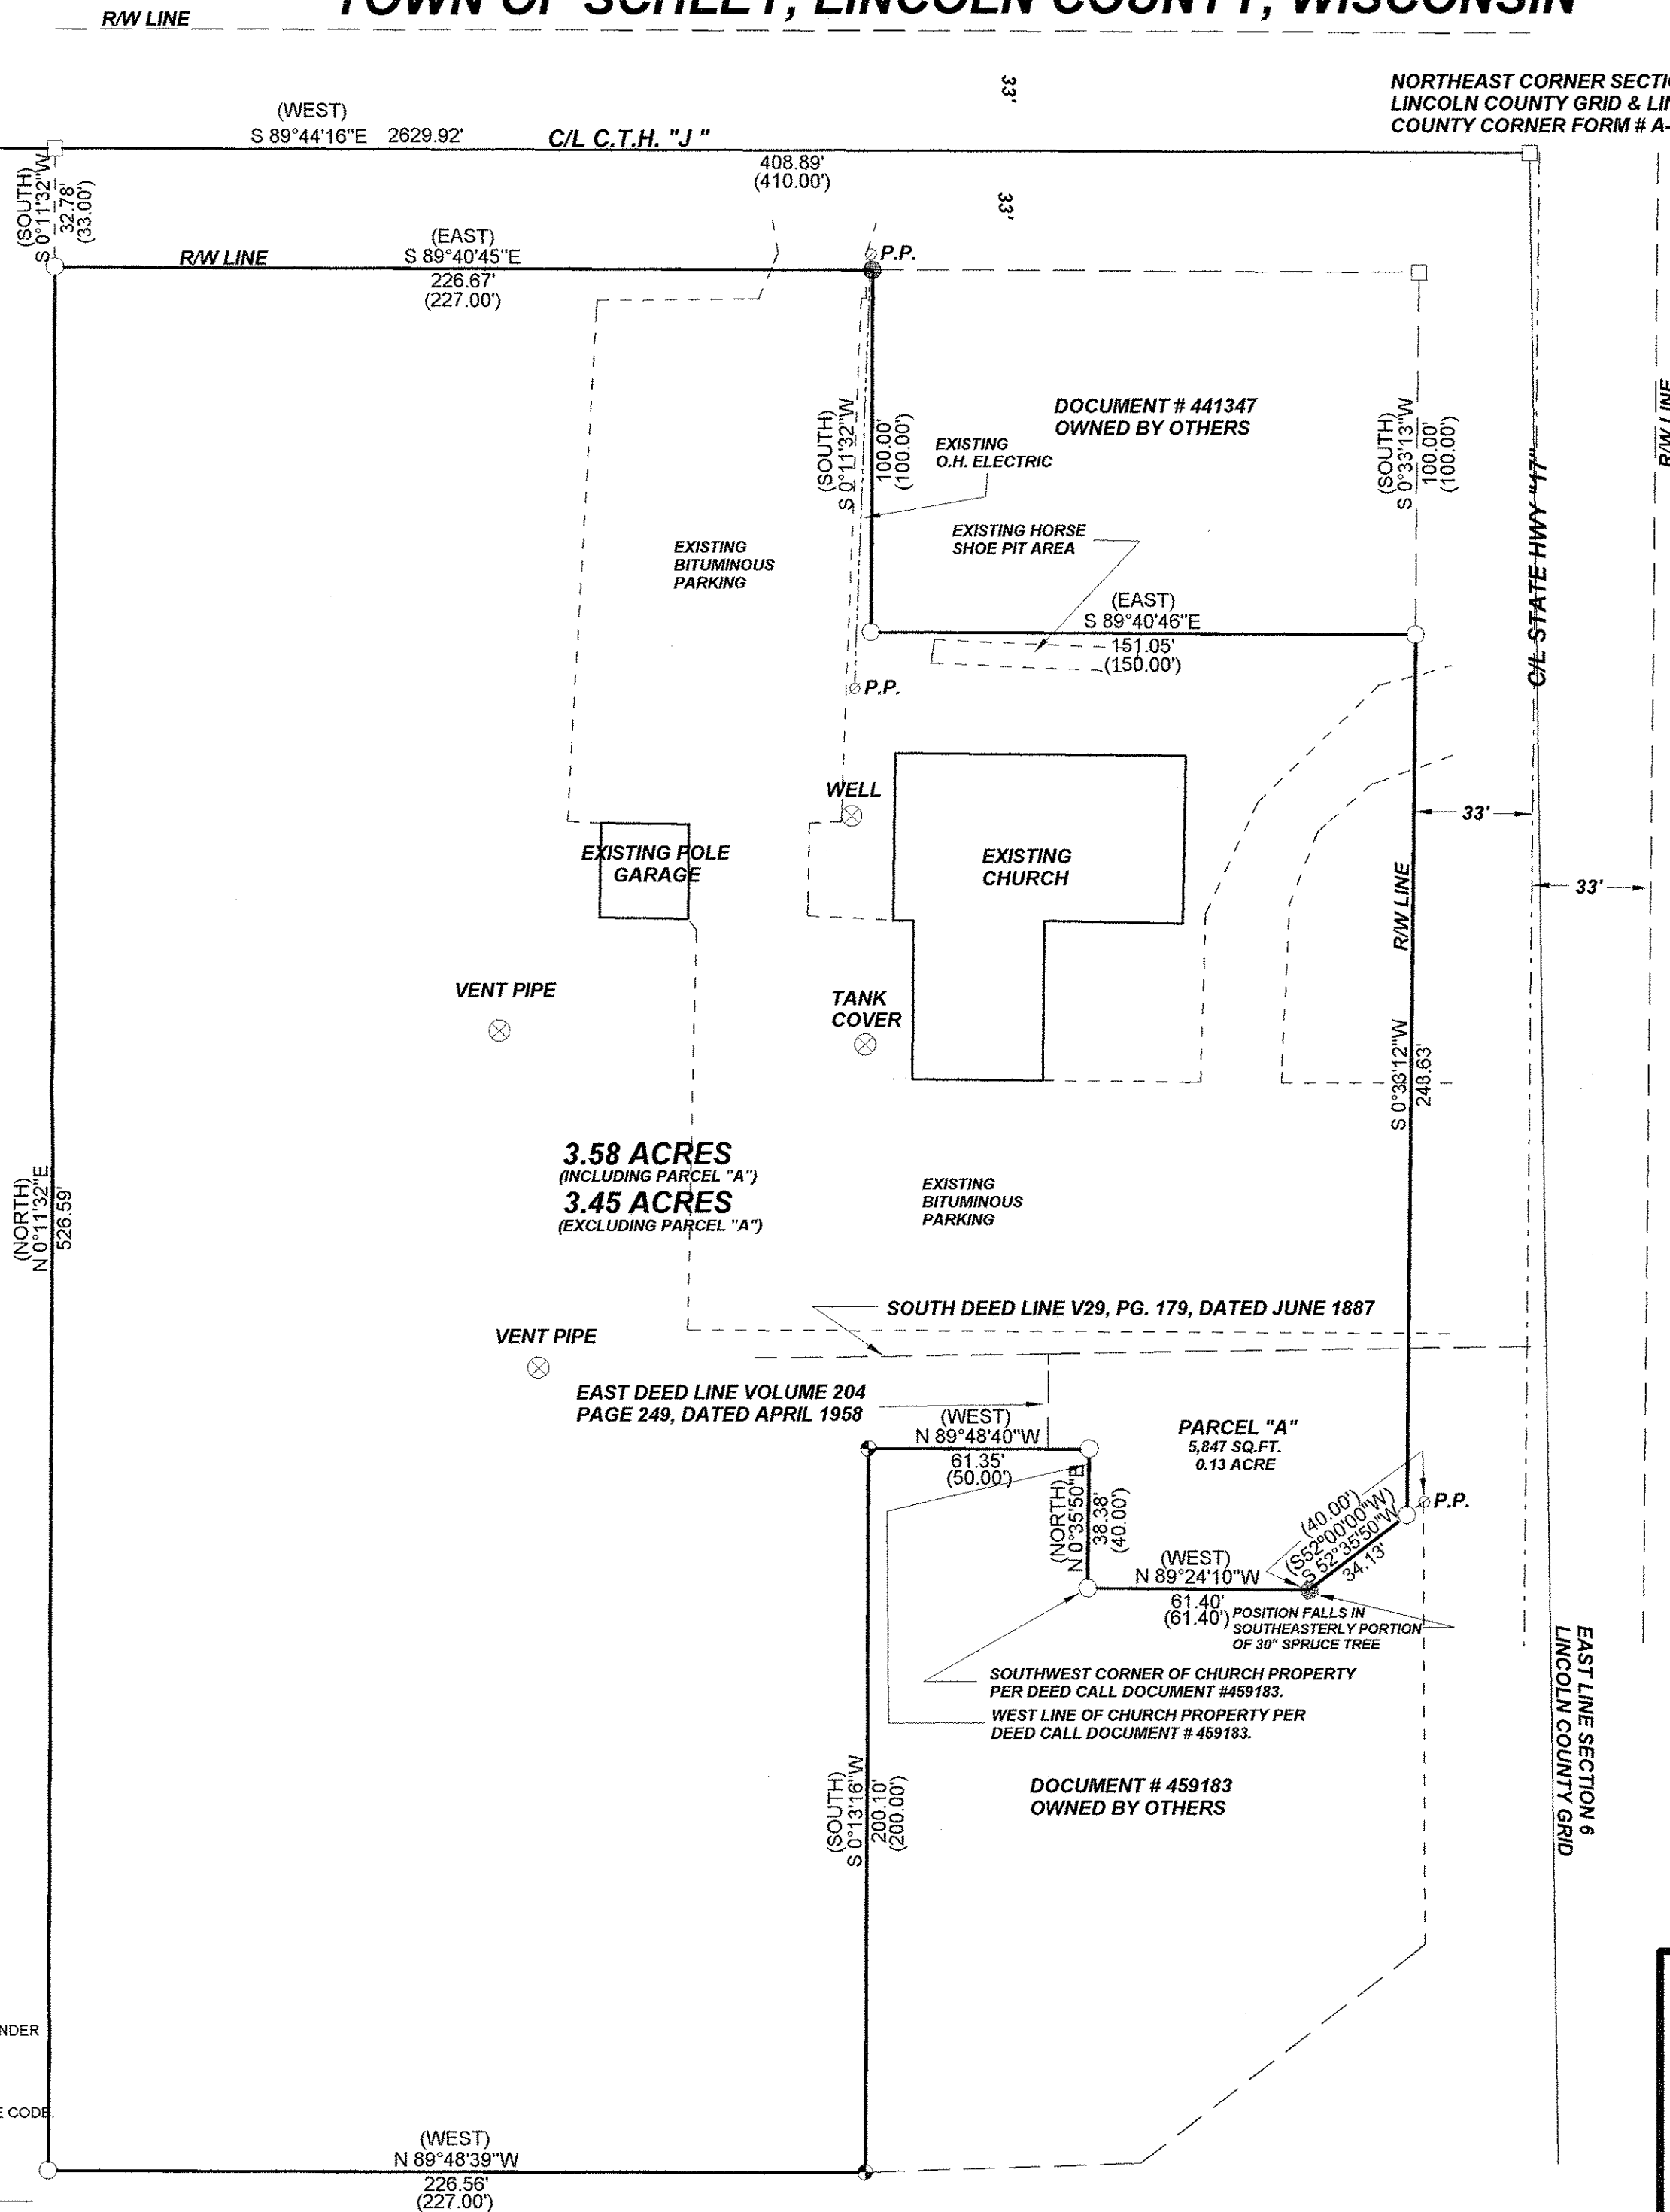 TOWN OF SCHLEY, LINCOLN COUNTY, WISCONSIN
R/W LINE
33'
NORTHEAST CORNER SECTI
LINCOLN COUNTY GRID & LI
COUNTY CORNER FORM # A-
(WEST)
S 89°44'16"E 2629.92'
C/L C.T.H. "J "
408.89'
(410.00')
(SOUTH)
S 0°11'32"W
32.78'
(33.00')
33'
R/W LINE
(EAST)
S 89°40'45"E
226.67'
(227.00')
P.P.
(SOUTH)
S 0°11'32"W
100.00'
(100.00')
DOCUMENT # 441347
OWNED BY OTHERS
EXISTING
O.H. ELECTRIC
(SOUTH)
S 0°33'13"W
100.00'
(100.00')
R/W LINE
C/L STATE HWY "17"
EXISTING HORSE
SHOE PIT AREA
EXISTING
BITUMINOUS
PARKING
(EAST)
S 89°40'46"E
151.05'
(150.00')
P.P.
WELL
33'
EXISTING POLE
GARAGE
EXISTING
CHURCH
R/W LINE
33'
VENT PIPE
TANK
COVER
S 0°33'12"W
243.63'
3.58 ACRES
(INCLUDING PARCEL "A")
3.45 ACRES
(EXCLUDING PARCEL "A")
EXISTING
BITUMINOUS
PARKING
(NORTH)
N 0°11'32"E
526.59'
SOUTH DEED LINE V29, PG. 179, DATED JUNE 1887
VENT PIPE
EAST DEED LINE VOLUME 204
PAGE 249, DATED APRIL 1958
(WEST)
N 89°48'40"W
61.35'
(50.00')
PARCEL "A"
5,847 SQ.FT.
0.13 ACRE
(NORTH)
N 0°35'50"E
38.38'
(40.00')
P.P.
(40.00')
(S52°00'00"W)
S 52°35'50"W
34.13'
(WEST)
N 89°24'10"W
61.40'
(61.40')
POSITION FALLS IN
SOUTHEASTERLY PORTION
OF 30" SPRUCE TREE
SOUTHWEST CORNER OF CHURCH PROPERTY
PER DEED CALL DOCUMENT #459183.
WEST LINE OF CHURCH PROPERTY PER
DEED CALL DOCUMENT # 459183.
EAST LINE SECTION 6
LINCOLN COUNTY GRID
(SOUTH)
S 0°13'16"W
200.10'
(200.00')
DOCUMENT # 459183
OWNED BY OTHERS
NDER
E CODE.
(WEST)
N 89°48'39"W
226.56'
(227.00')